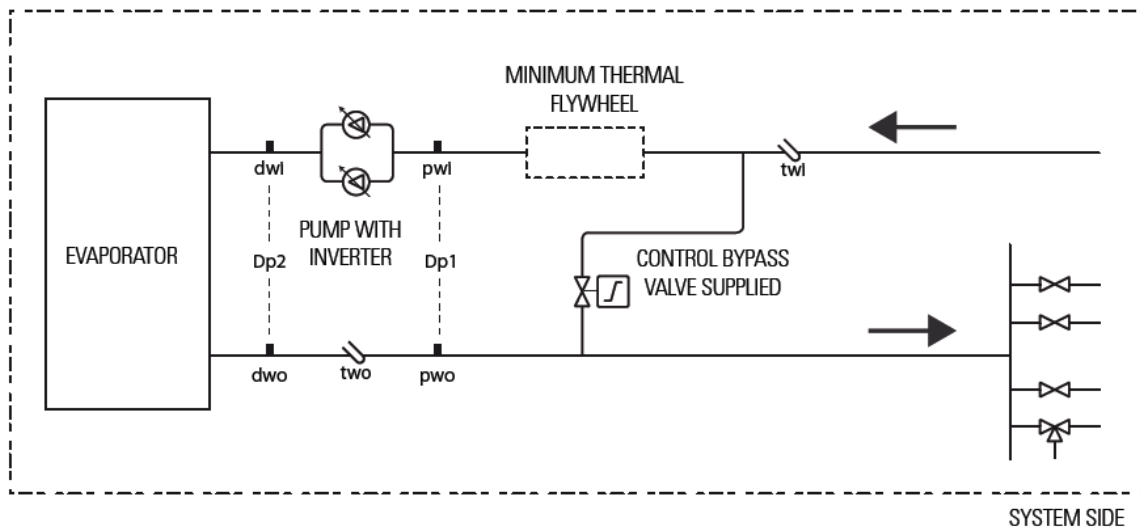 MINIMUM THERMAL
FLYWHEEL
dwI
pwI
twI
PUMP WITH
INVERTER
EVAPORATOR
Dp2
Dp1
CONTROL BYPASS
VALVE SUPPLIED
dwo
two
pwo
SYSTEM SIDE